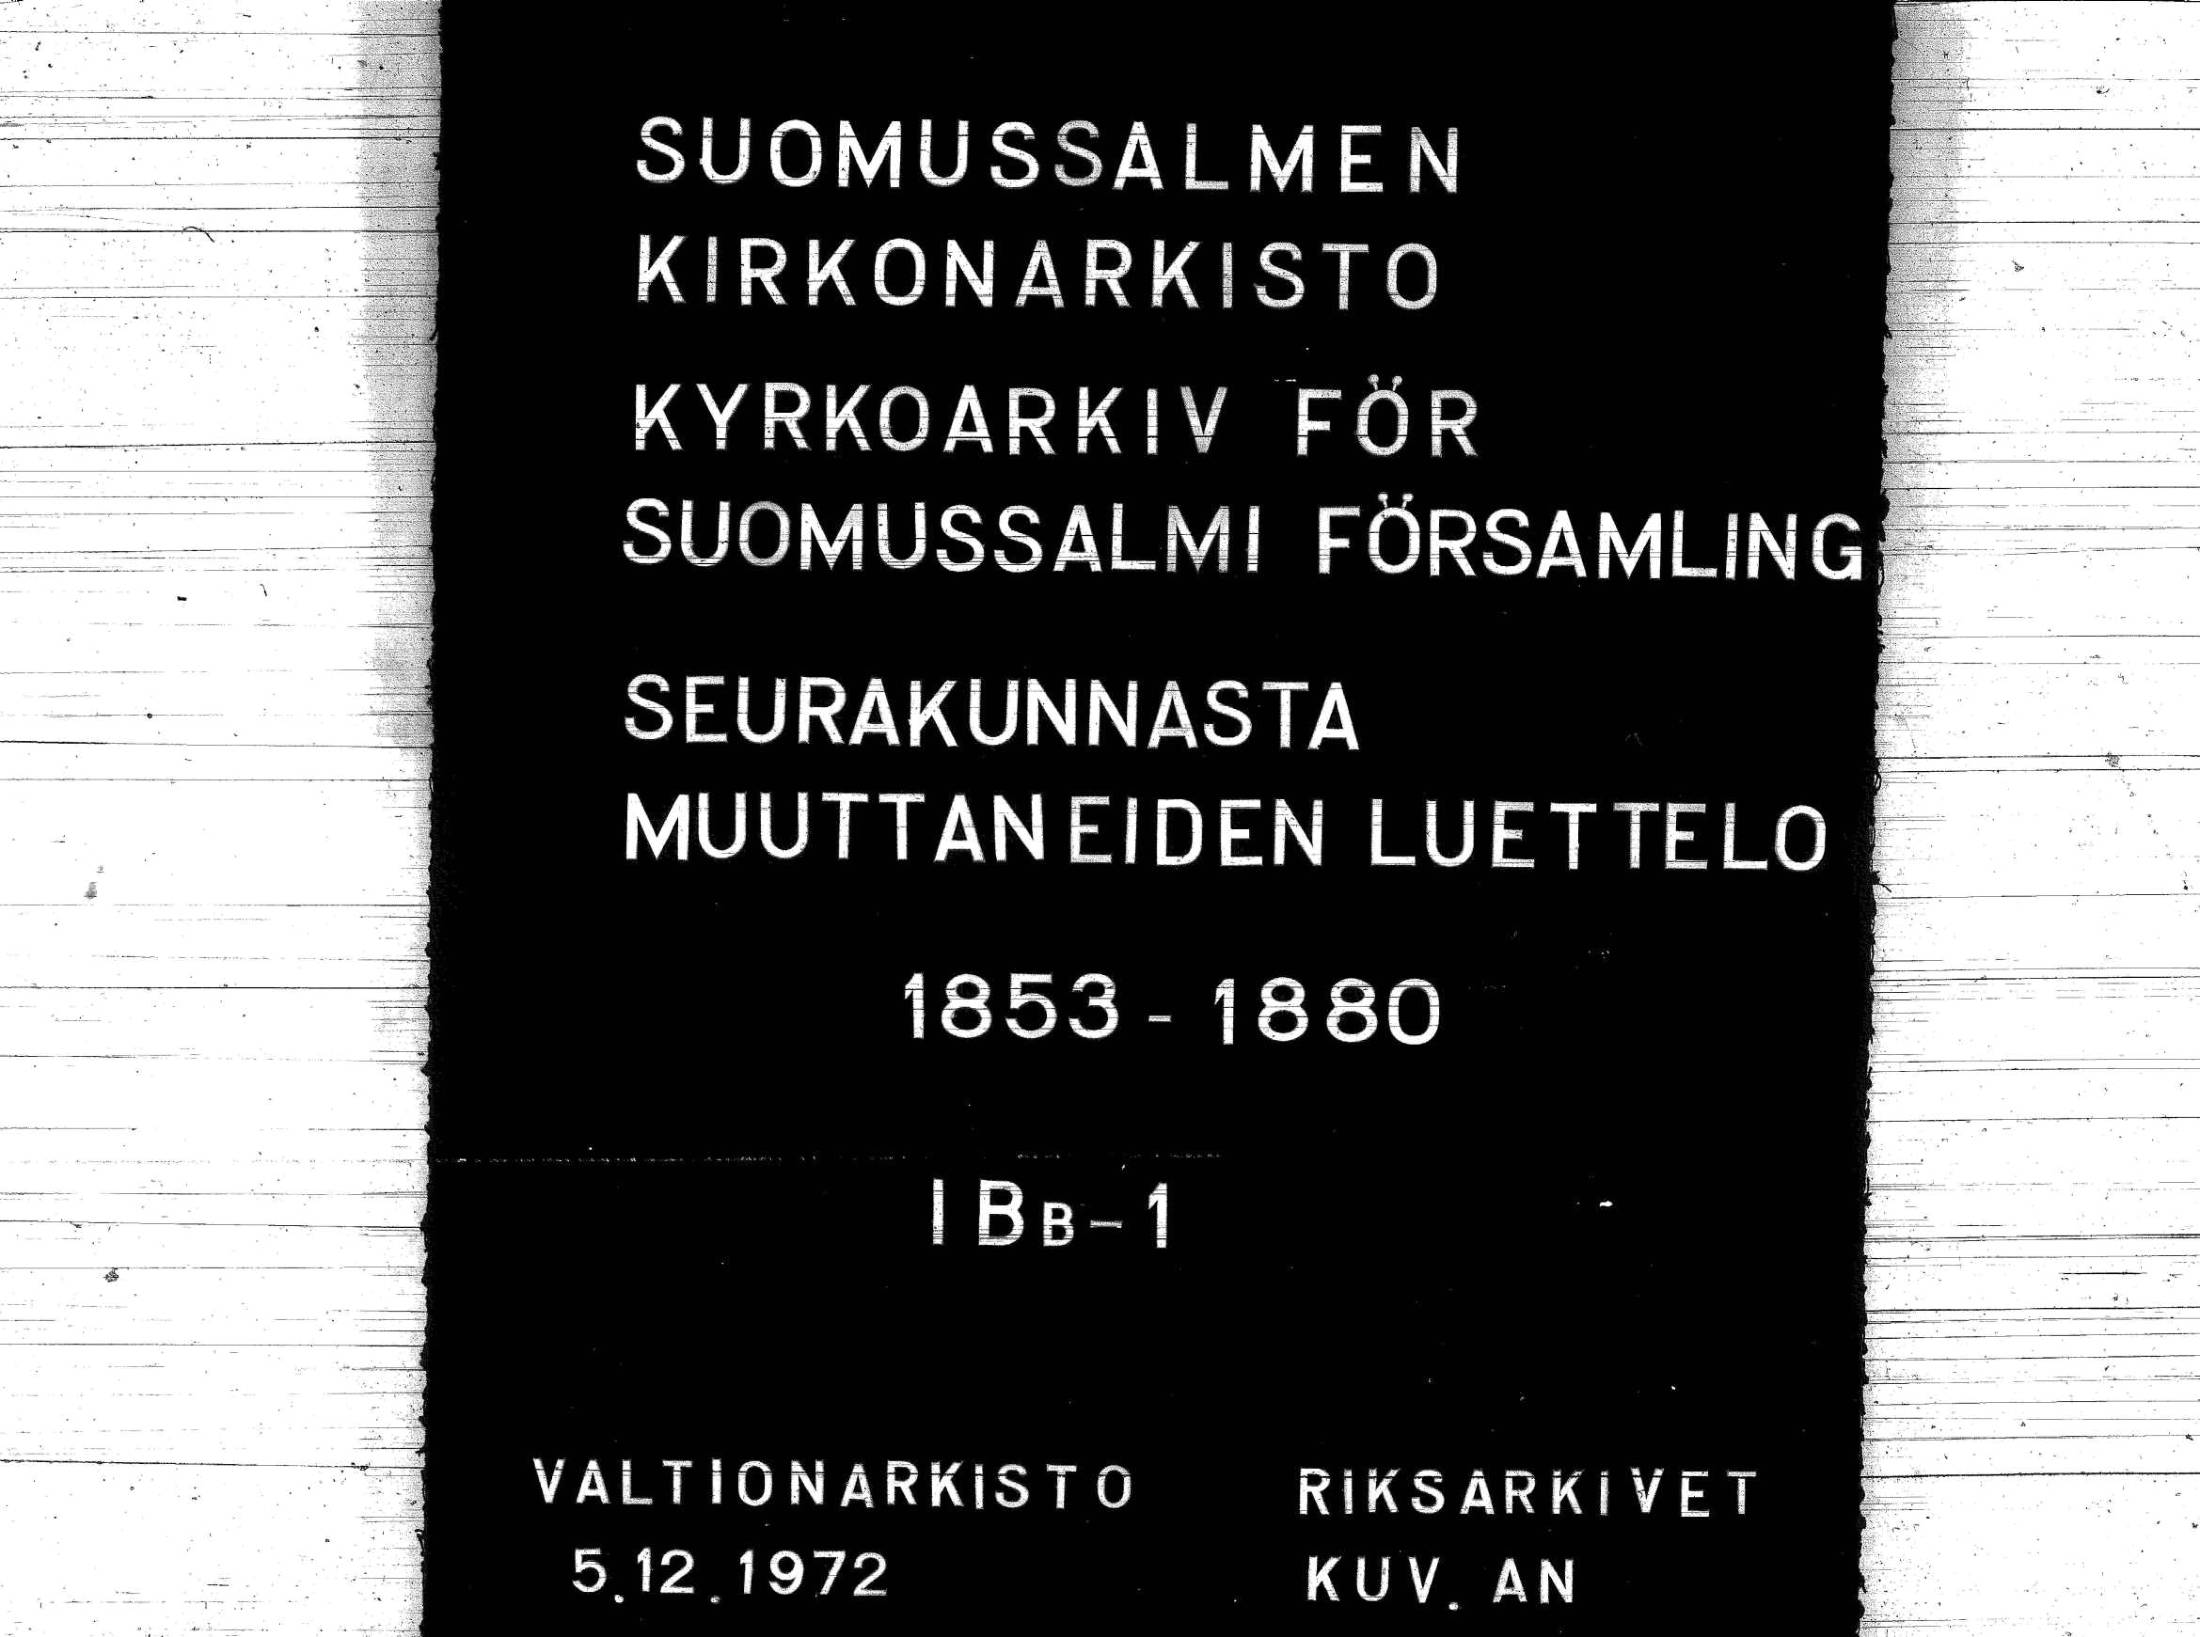 SUOMUSSALMEN
KIRKONARKISTO
KYRKOARKIV FÖR
SUOMUSSALMI FÖRSAMLING
SEURAKUNNASTA
MUUTTANEIDEN LUETTELO
1853-1880
I BB-1
VALTIONARKISTO RIKSARKIVET
5.12.1972 KUV. AN